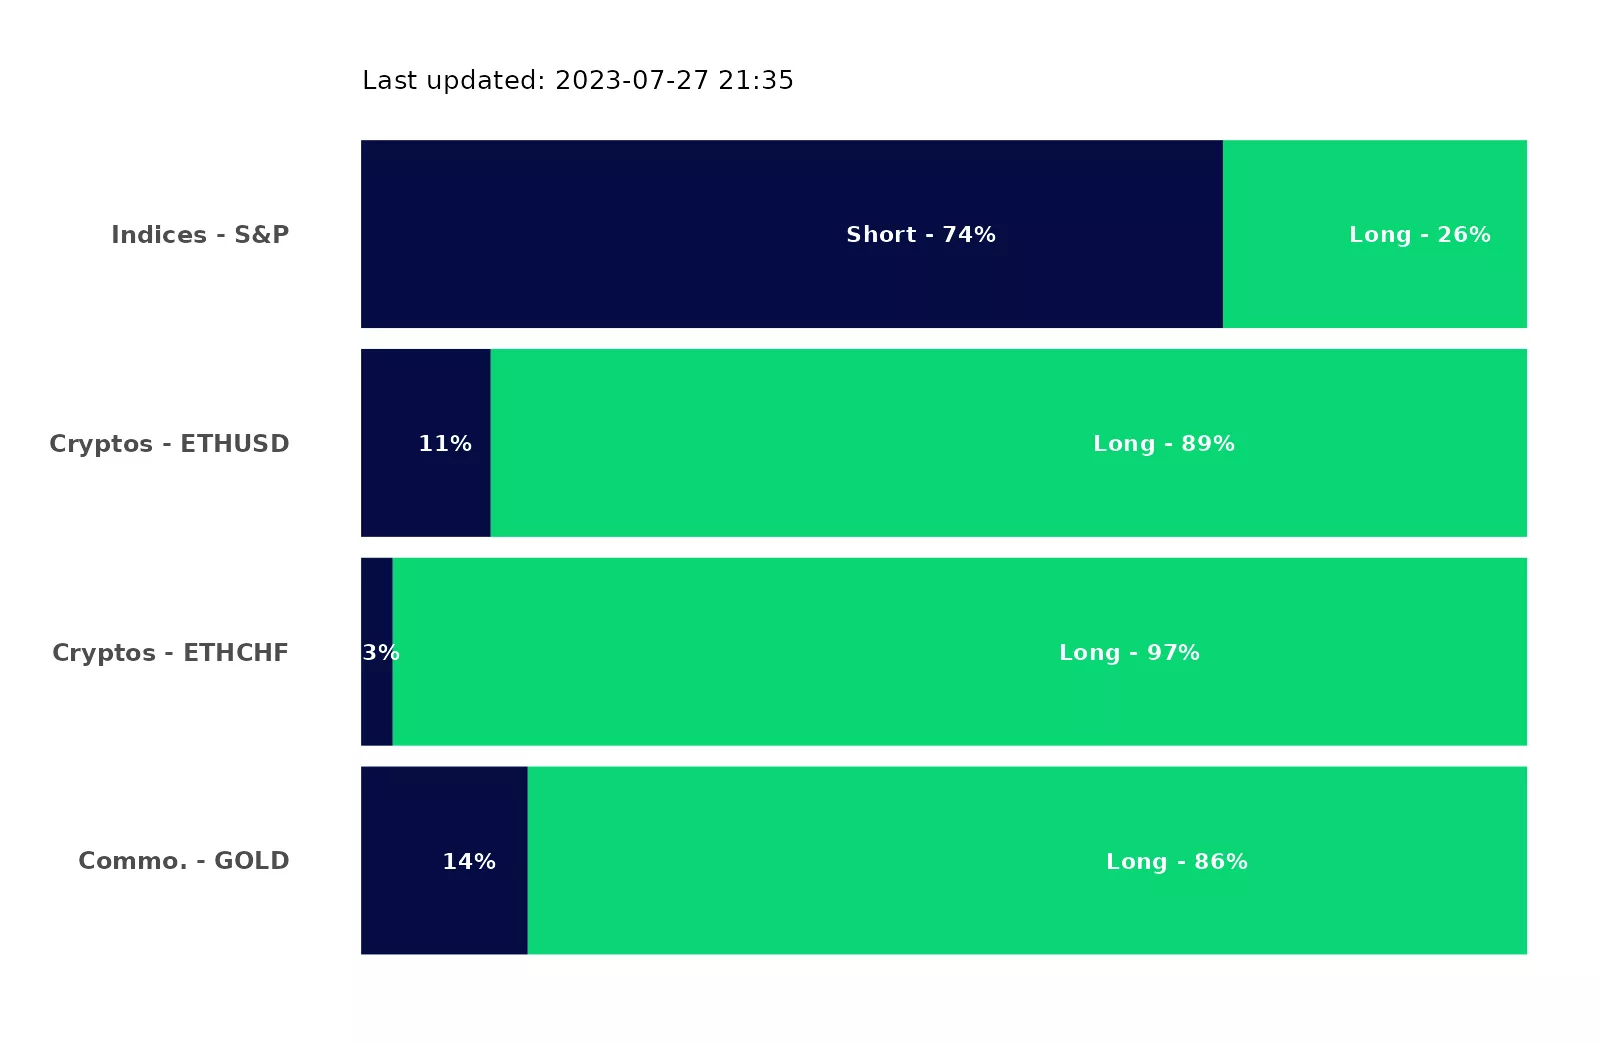 Last updated: 2023-07-27 21:35
Indices - S&P
Short - 74%
Long - 26%
Cryptos - ETHUSD
11%
Long - 89%
Cryptos - ETHCHF
3%
Long - 97%
Commo. - GOLD
14%
Long - 86%